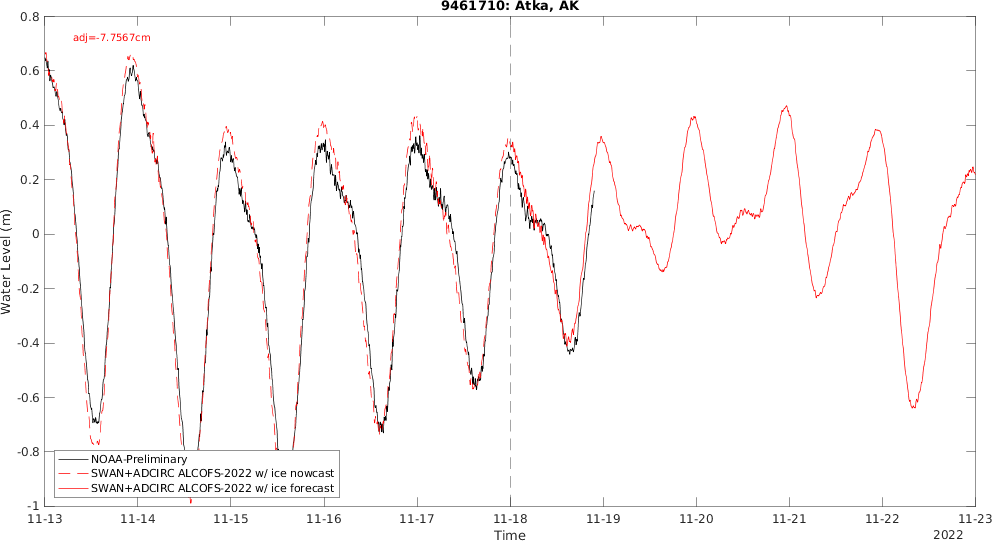 9461710: Atka, AK
adj=-7.7567cm
Water Level (m)
0.8
0.6
0.4
0.2
0
-0.2
-0.4
-0.6
-0.8
-1
NOAA-Preliminary
SWAN+ADCIRC ALCOFS-2022 w/ ice nowcast
SWAN+ADCIRC ALCOFS-2022 w/ ice forecast
11-13 11-14 11-15 11-16 11-17 11-18 11-19 11-20 11-21 11-22 11-23
Time
2022